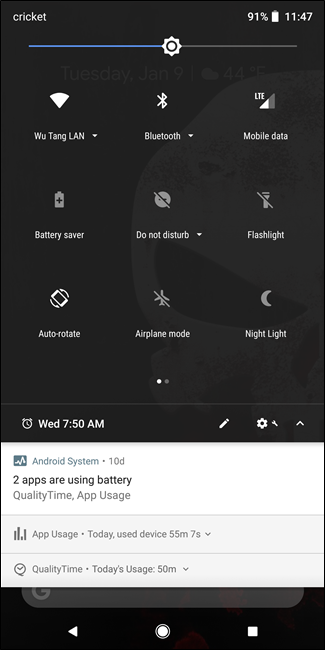 cricket 91% 11:47
Tuesday, Jan 9 | 44 °F
LTE
Wu Tang LAN Bluetooth Mobile data
Battery saver Do not disturb Flashlight
Auto-rotate Airplane mode Night Light
Wed 7:50 AM
Android System • 10d
2 apps are using battery
QualityTime, App Usage
App Usage • Today, used device 55m 7s
QualityTime • Today's Usage: 50m
G